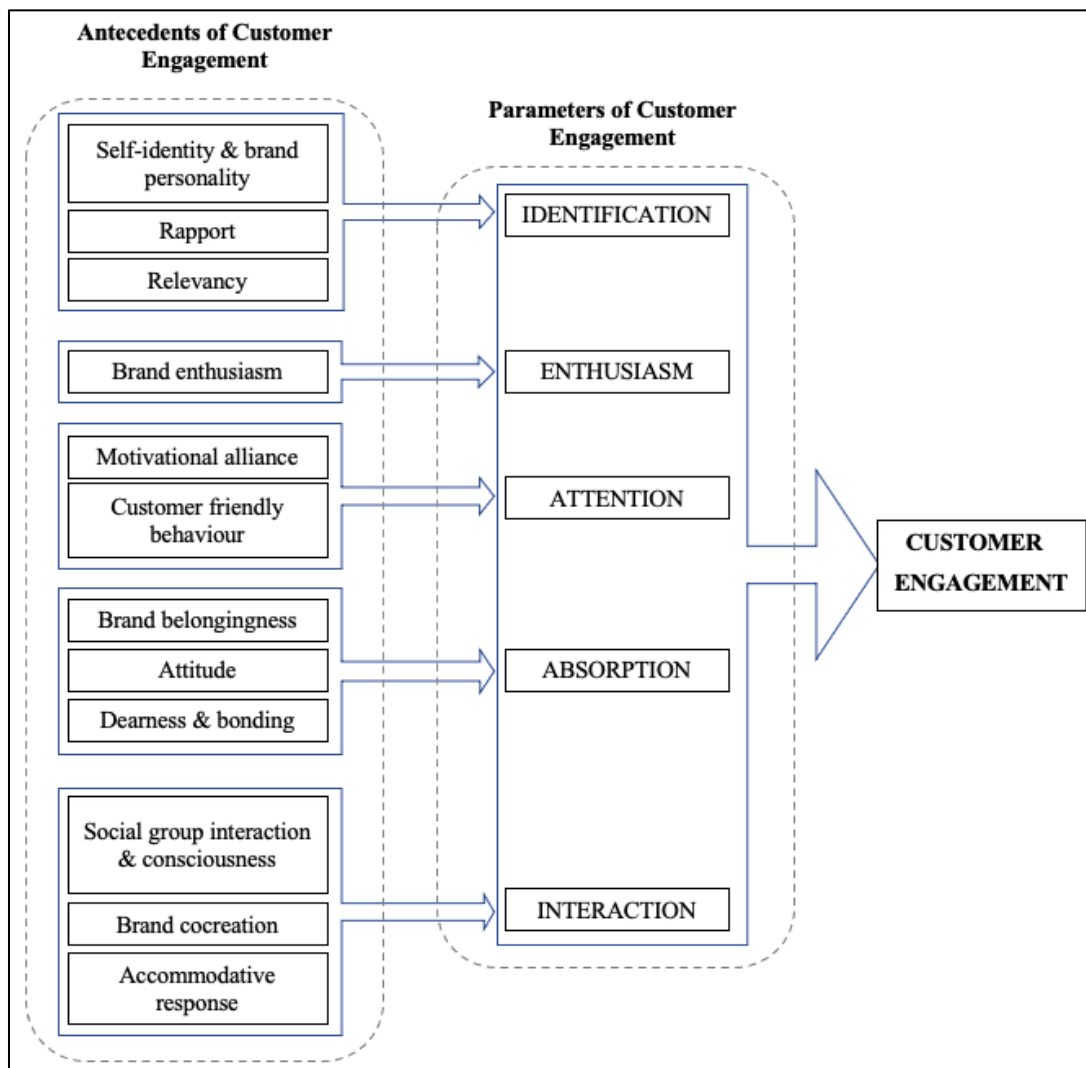 Antecedents of Customer
Engagement
Self-identity & brand
personality
Rapport
Relevancy
Brand enthusiasm
Motivational alliance
Customer friendly
behaviour
Brand belongingness
Attitude
Dearness & bonding
Social group interaction
& consciousness
Brand cocreation
Accommodative
response
Parameters of Customer
Engagement
IDENTIFICATION
ENTHUSIASM
ATTENTION
ABSORPTION
INTERACTION
CUSTOMER
ENGAGEMENT